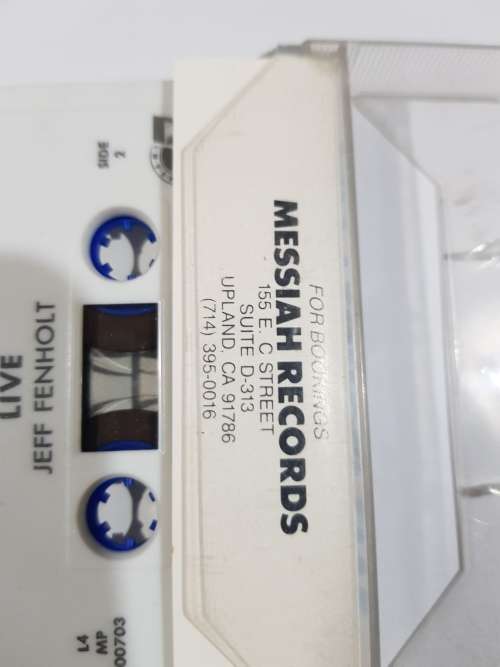 LIVE
JEFF FENHOLT
SIDE
2
L4
MP
00703
FOR BOOKINGS
MESSIAH RECORDS
155 E. C STREET
SUITE D-313
UPLAND, CA 91786
(714) 395-0016